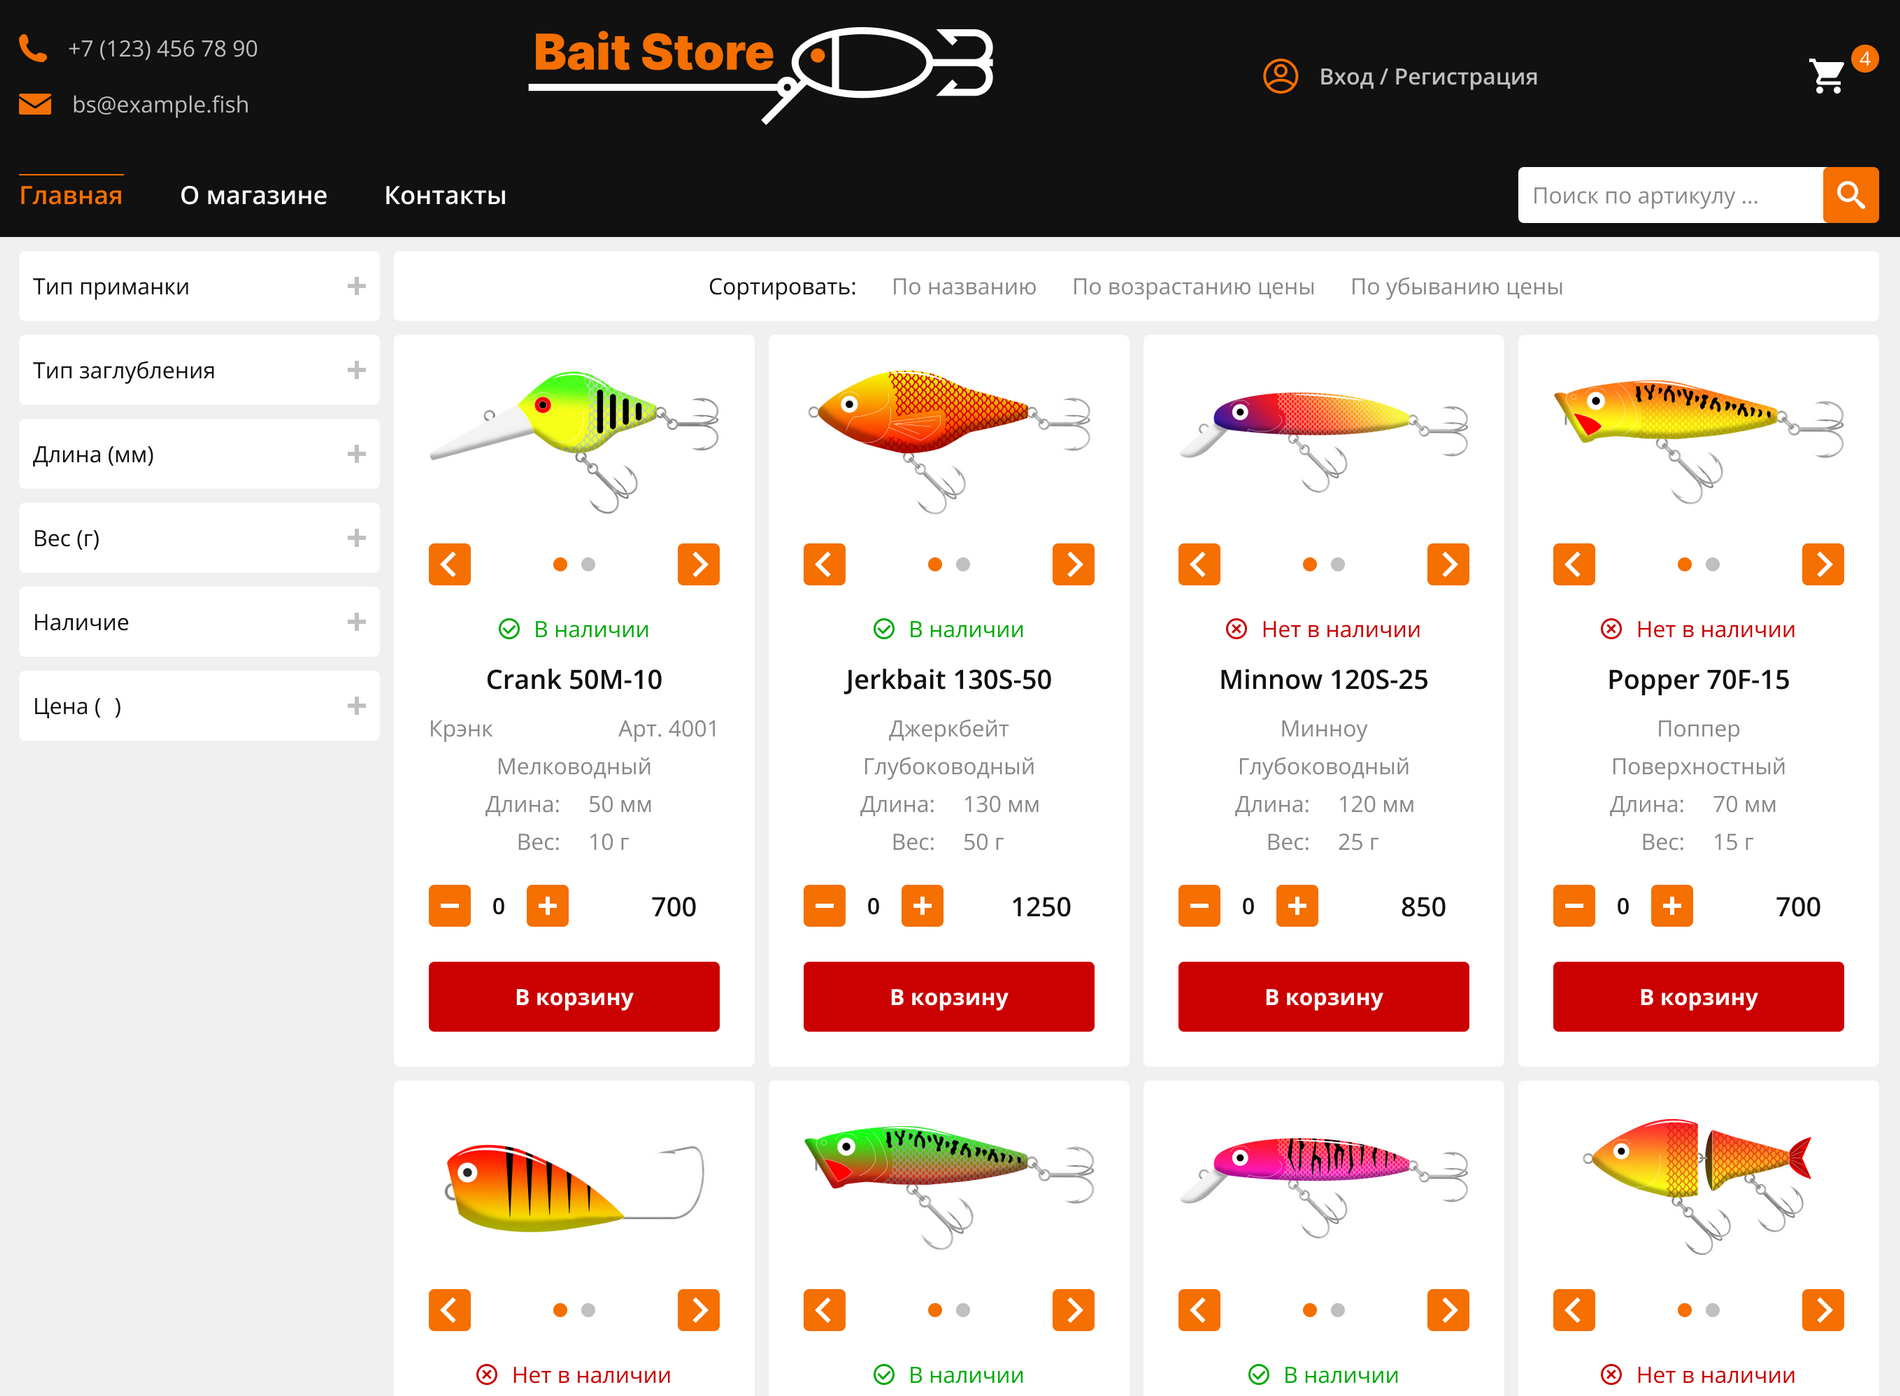 +7 (123) 456 78 90
bs@example.fish
Bait Store
Вход / Регистрация
4
Главная
О магазине
Контакты
Поиск по артикулу ...
Тип приманки
Тип заглубления
Длина (мм)
Вес (г)
Наличие
Цена ( )
Сортировать: По названию По возрастанию цены По убыванию цены
В наличии
Crank 50M-10
Крэнк Арт. 4001
Мелководный
Длина: 50 мм
Вес: 10 г
0 700
В корзину
В наличии
Jerkbait 130S-50
Джеркбейт
Глубоководный
Длина: 130 мм
Вес: 50 г
0 1250
В корзину
Нет в наличии
Minnow 120S-25
Минноу
Глубоководный
Длина: 120 мм
Вес: 25 г
0 850
В корзину
Нет в наличии
Popper 70F-15
Поппер
Поверхностный
Длина: 70 мм
Вес: 15 г
0 700
В корзину
Нет в наличии
В наличии
В наличии
Нет в наличии